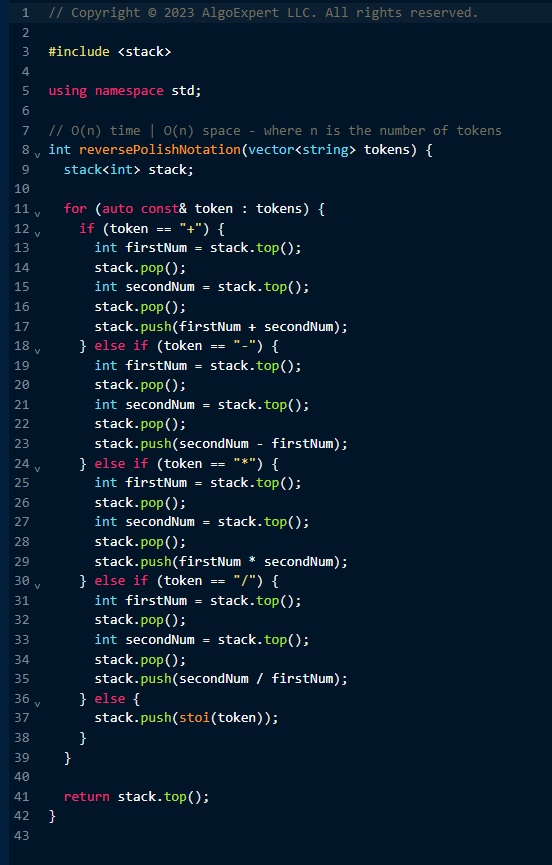 1 // Copyright © 2023 AlgoExpert LLC. All rights reserved.
2
3 #include <stack>
4
5 using namespace std;
6
7 // O(n) time | O(n) space - where n is the number of tokens
8 int reversePolishNotation(vector<string> tokens) {
9   stack<int> stack;
10
11   for (auto const& token : tokens) {
12     if (token == "+") {
13       int firstNum = stack.top();
14       stack.pop();
15       int secondNum = stack.top();
16       stack.pop();
17       stack.push(firstNum + secondNum);
18     } else if (token == "-") {
19       int firstNum = stack.top();
20       stack.pop();
21       int secondNum = stack.top();
22       stack.pop();
23       stack.push(secondNum - firstNum);
24     } else if (token == "*") {
25       int firstNum = stack.top();
26       stack.pop();
27       int secondNum = stack.top();
28       stack.pop();
29       stack.push(firstNum * secondNum);
30     } else if (token == "/") {
31       int firstNum = stack.top();
32       stack.pop();
33       int secondNum = stack.top();
34       stack.pop();
35       stack.push(secondNum / firstNum);
36     } else {
37       stack.push(stoi(token));
38     }
39   }
40
41   return stack.top();
42 }
43